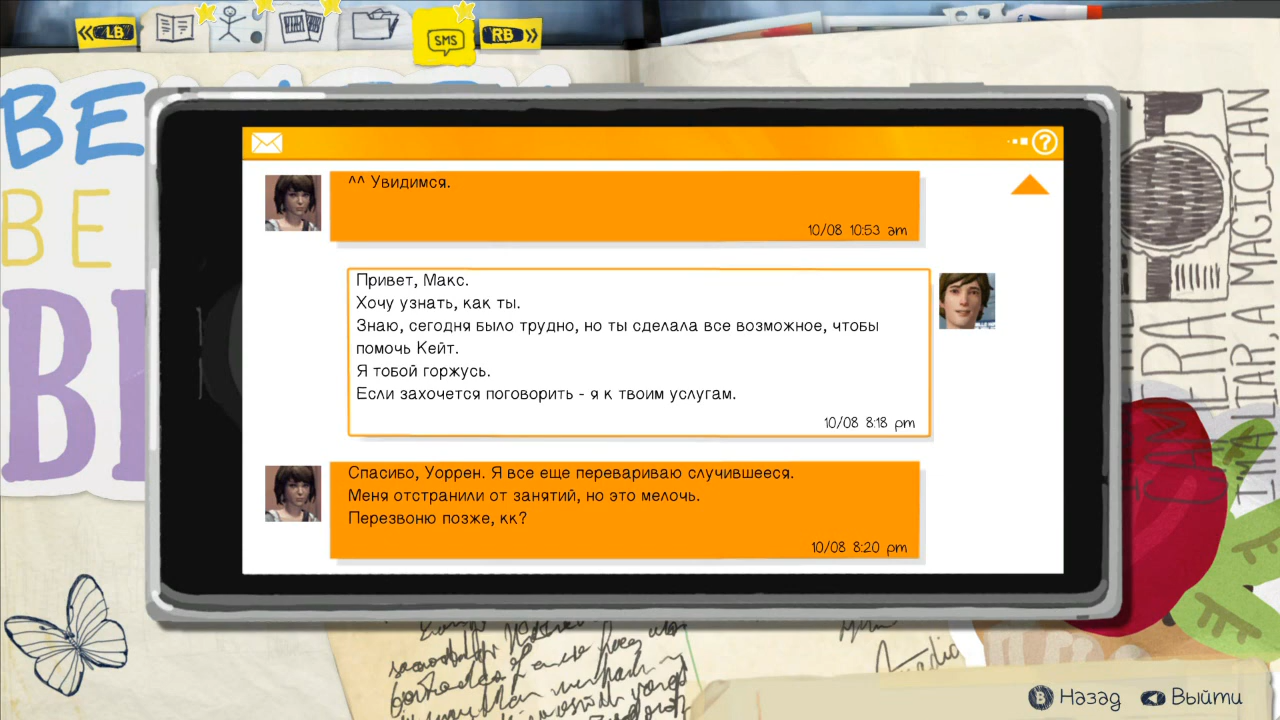 LB
SMS
RB
BE
BE
^^ Увидимся.
10/08 10:53 am
Привет, Макс.
Хочу узнать, как ты.
Знаю, сегодня было трудно, но ты сделала все возможное, чтобы
помочь Кейт.
Я тобой горжусь.
Если захочется поговорить - я к твоим услугам.
10/08 8:18 pm
Спасибо, Уоррен. Я все еще перевариваю случившееся.
Меня отстранили от занятий, но это мелочь.
Перезвоню позже, кк?
10/08 8:20 pm
?
A MAGICIAN
B Назад
Выйти